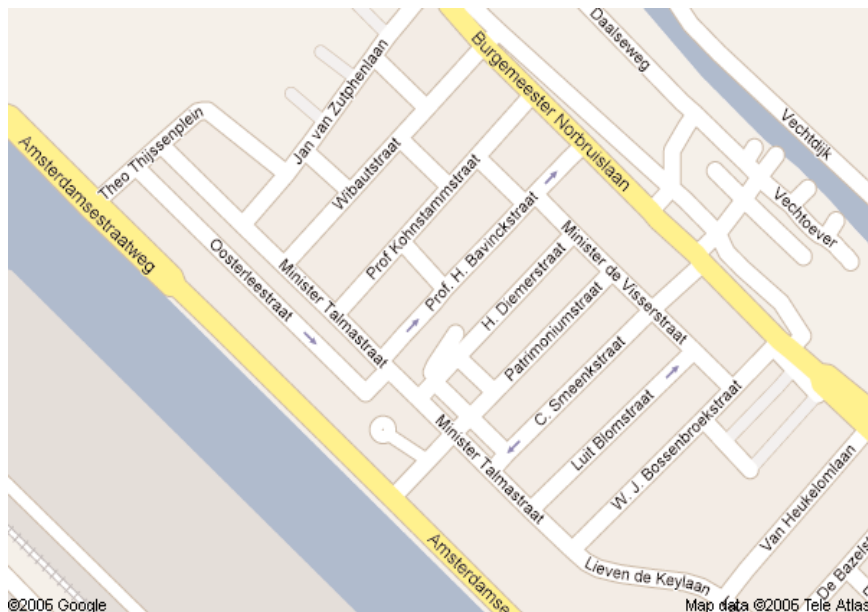 Daalseweg
Burgemeester Norbruislaan
Vechtdijk
Jan van Zutphenlaan
Theo Thijssenplein
Amsterdamsestraatweg
Wibautstraat
Prof Kohnstammstraat
Vechtoever
Prof. H. Bavinckstraat
Oosterleestraat
Minister Talmastraat
Minister de Visserstraat
H. Diemerstraat
Patrimoniumstraat
C. Smeenkstraat
Luit Blomstraat
W. J. Bossenbroekstraat
Minister Talmastraat
Van Heukelomlaan
Amsterdamse
Lieven de Keylaan
De Bazelst
©2006 Google
Map data ©2006 Tele Atlas